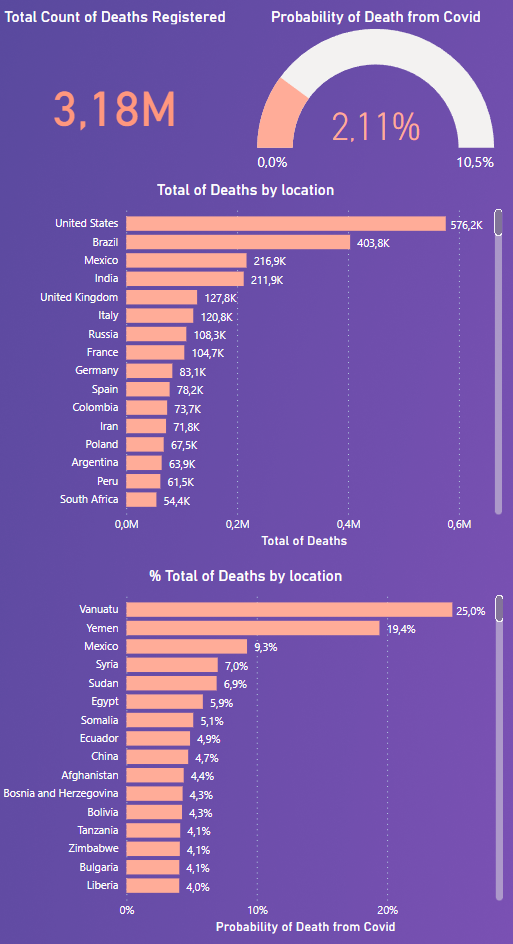 Total Count of Deaths Registered
Probability of Death from Covid
3,18M
2,11%
0,0%
10,5%
Total of Deaths by location
United States 576,2K
Brazil 403,8K
Mexico 216,9K
India 211,9K
United Kingdom 127,8K
Italy 120,8K
Russia 108,3K
France 104,7K
Germany 83,1K
Spain 78,2K
Colombia 73,7K
Iran 71,8K
Poland 67,5K
Argentina 63,9K
Peru 61,5K
South Africa 54,4K
0,0M 0,2M 0,4M 0,6M
Total of Deaths
% Total of Deaths by location
Vanuatu 25,0%
Yemen 19,4%
Mexico 9,3%
Syria 7,0%
Sudan 6,9%
Egypt 5,9%
Somalia 5,1%
Ecuador 4,9%
China 4,7%
Afghanistan 4,4%
Bosnia and Herzegovina 4,3%
Bolivia 4,3%
Tanzania 4,1%
Zimbabwe 4,1%
Bulgaria 4,1%
Liberia 4,0%
0% 10% 20%
Probability of Death from Covid